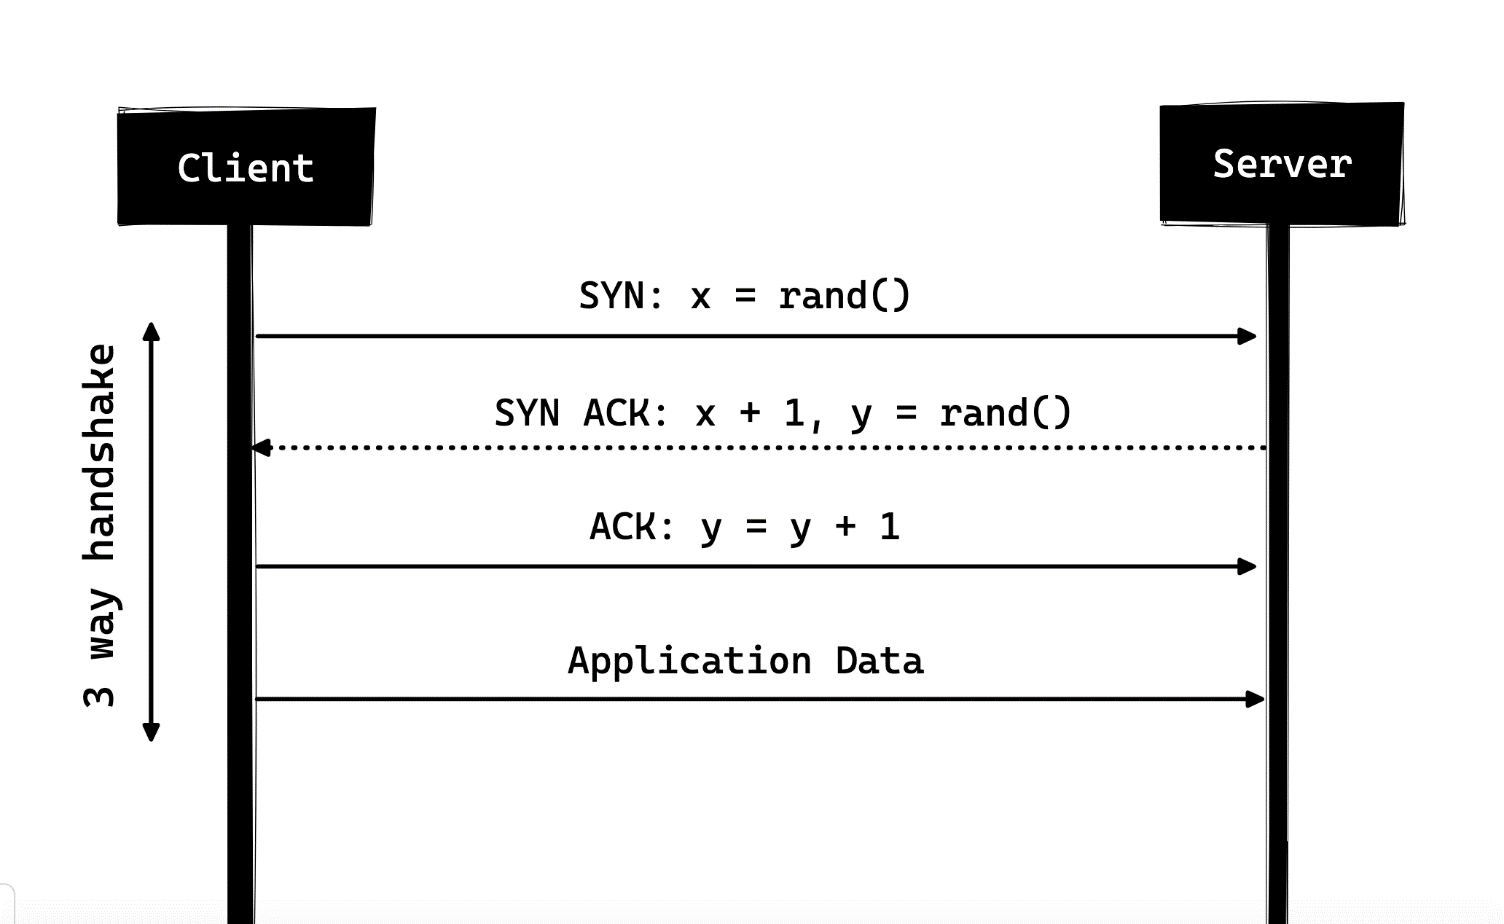 Client
Server
SYN: x = rand()
SYN ACK: x + 1, y = rand()
ACK: y = y + 1
Application Data
3 way handshake